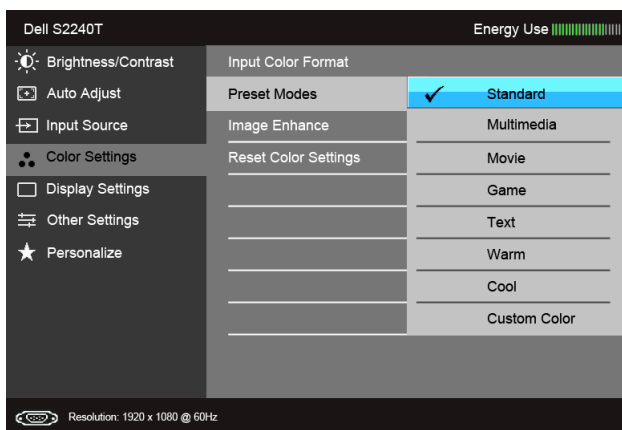 Dell S2240T
Energy Use
Brightness/Contrast
Auto Adjust
Input Source
Color Settings
Display Settings
Other Settings
Personalize
Input Color Format
Preset Modes
Image Enhance
Reset Color Settings
Standard
Multimedia
Movie
Game
Text
Warm
Cool
Custom Color
Resolution: 1920 x 1080 @ 60Hz